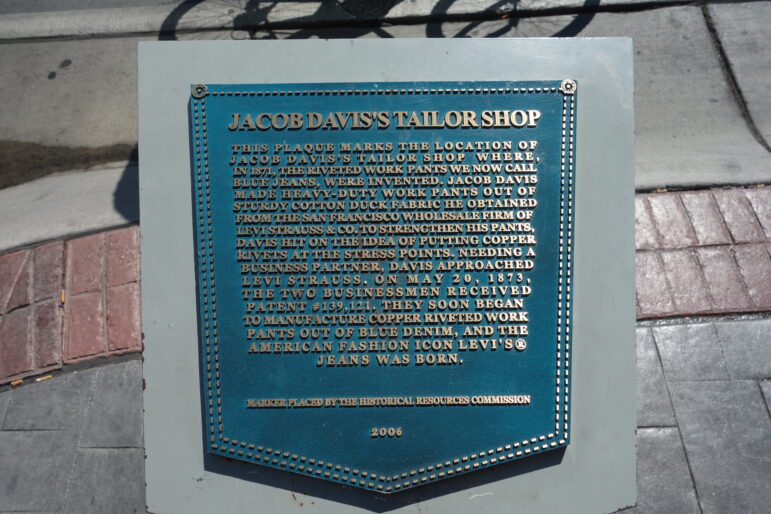 JACOB DAVIS'S TAILOR SHOP
THIS PLAQUE MARKS THE LOCATION OF
JACOB DAVIS'S TAILOR SHOP WHERE,
IN 1871, THE RIVETED WORK PANTS WE NOW CALL
BLUE JEANS, WERE INVENTED. JACOB DAVIS
MADE HEAVY-DUTY WORK PANTS OUT OF
STURDY COTTON DUCK FABRIC HE OBTAINED
FROM THE SAN FRANCISCO WHOLESALE FIRM OF
LEVI STRAUSS & CO. TO STRENGTHEN HIS PANTS,
DAVIS HIT ON THE IDEA OF PUTTING COPPER
RIVETS AT THE STRESS POINTS. NEEDING A
BUSINESS PARTNER, DAVIS APPROACHED
LEVI STRAUSS. ON MAY 20, 1873,
THE TWO BUSINESSMEN RECEIVED
PATENT #139,121. THEY SOON BEGAN
TO MANUFACTURE COPPER RIVETED WORK
PANTS OUT OF BLUE DENIM, AND THE
AMERICAN FASHION ICON LEVI'S®
JEANS WAS BORN.
MARKER PLACED BY THE HISTORICAL RESOURCES COMMISSION
2006